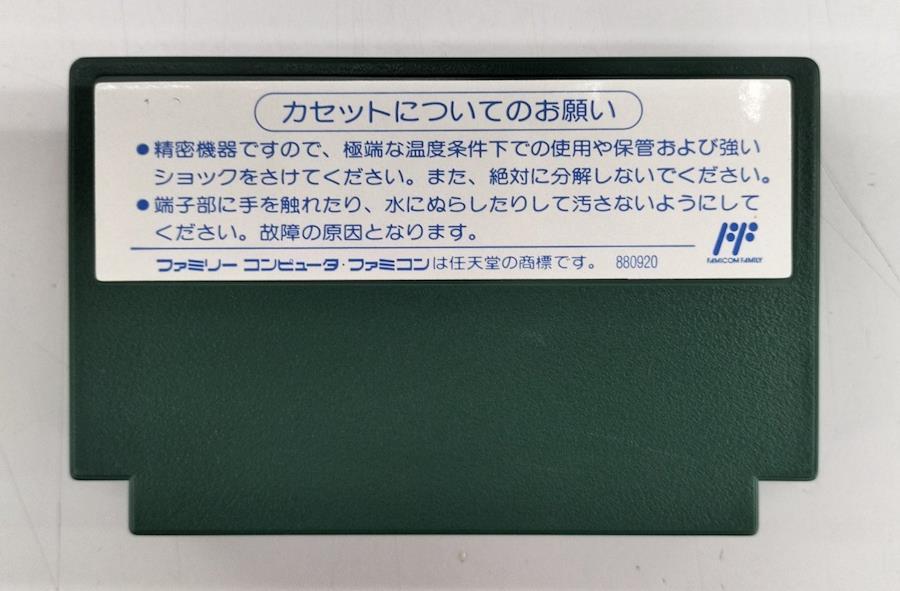 カセットについてのお願い
●精密機器ですので、極端な温度条件下での使用や保管および強い
ショックをさけてください。また、絶対に分解しないでください。
●端子部に手を触れたり、水にぬらしたりして汚さないようにして
ください。故障の原因となります。
ファミリー コンピュータ・ファミコンは任天堂の商標です。 880920
FAMICOM FAMILY